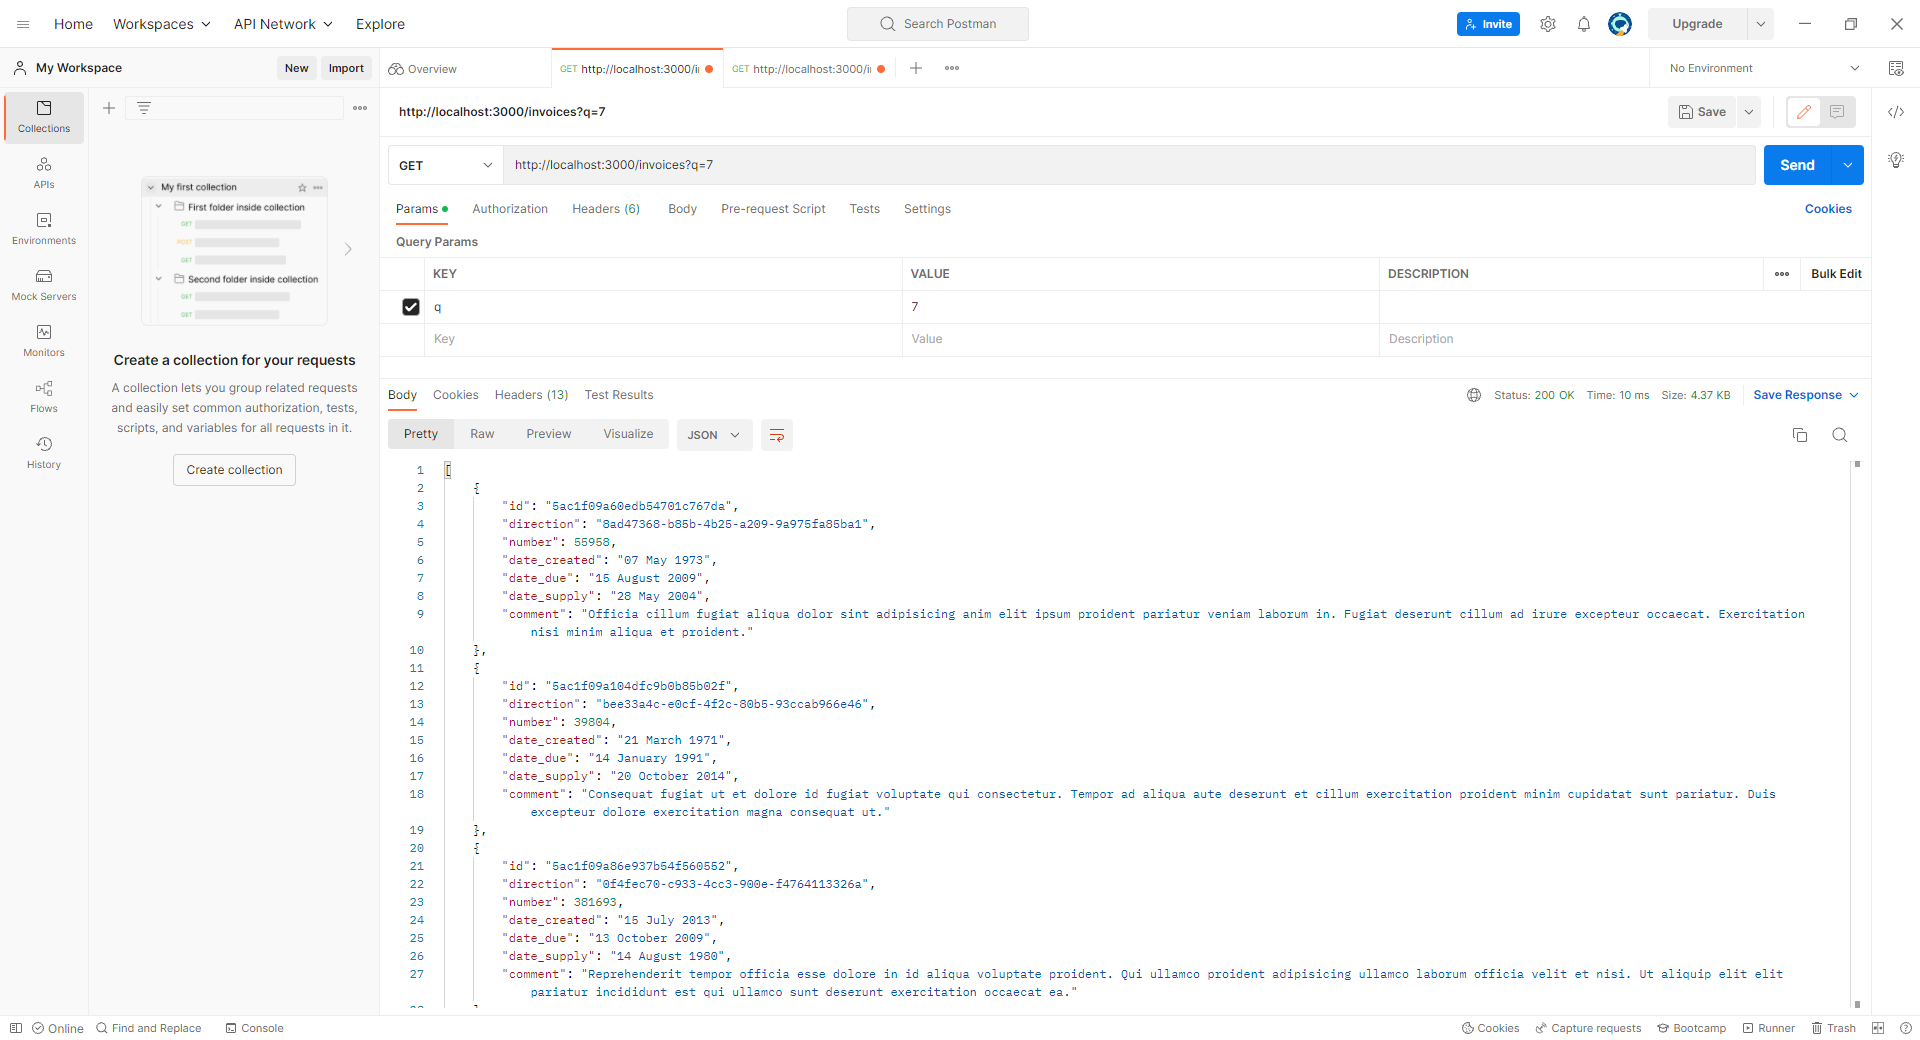 Home
Workspaces
API Network
Explore
Search Postman
Invite
Upgrade
My Workspace
New
Import
Overview
GET http://localhost:3000/i
GET http://localhost:3000/i
No Environment
Collections
APIs
Environments
Mock Servers
Monitors
Flows
History
My first collection
First folder inside collection
GET
POST
GET
Second folder inside collection
GET
GET
Create a collection for your requests
A collection lets you group related requests
and easily set common authorization, tests,
scripts, and variables for all requests in it.
Create collection
http://localhost:3000/invoices?q=7
Save
GET
http://localhost:3000/invoices?q=7
Send
Params
Authorization
Headers (6)
Body
Pre-request Script
Tests
Settings
Cookies
Query Params
KEY VALUE DESCRIPTION Bulk Edit
q 7
Key Value Description
Body Cookies Headers (13) Test Results
Status: 200 OK Time: 10 ms Size: 4.37 KB Save Response
Pretty Raw Preview Visualize JSON
1 [
2 {
3 "id": "5ac1f09a60edb54701c767da",
4 "direction": "8ad47368-b85b-4b25-a209-9a975fa85ba1",
5 "number": 55958,
6 "date_created": "07 May 1973",
7 "date_due": "15 August 2009",
8 "date_supply": "28 May 2004",
9 "comment": "Officia cillum fugiat aliqua dolor sint adipisicing anim elit ipsum proident pariatur veniam laborum in. Fugiat deserunt cillum ad irure excepteur occaecat. Exercitation
nisi minim aliqua et proident."
10 },
11 {
12 "id": "5ac1f09a104dfc9b0b85b02f",
13 "direction": "bee33a4c-e0cf-4f2c-80b5-93ccab966e46",
14 "number": 39804,
15 "date_created": "21 March 1971",
16 "date_due": "14 January 1991",
17 "date_supply": "20 October 2014",
18 "comment": "Consequat fugiat ut et dolore id fugiat voluptate qui consectetur. Tempor ad aliqua aute deserunt et cillum exercitation proident minim cupidatat sunt pariatur. Duis
excepteur dolore exercitation magna consequat ut."
19 },
20 {
21 "id": "5ac1f09a86e937b54f560552",
22 "direction": "0f4fec70-c933-4cc3-900e-f4764113326a",
23 "number": 381693,
24 "date_created": "15 July 2013",
25 "date_due": "13 October 2009",
26 "date_supply": "14 August 1980",
27 "comment": "Reprehenderit tempor officia esse dolore in id aliqua voluptate proident. Qui ullamco proident adipisicing ullamco laborum officia velit et nisi. Ut aliquip elit elit
pariatur incididunt est qui ullamco sunt deserunt exercitation occaecat ea."
Online
Find and Replace
Console
Cookies
Capture requests
Bootcamp
Runner
Trash